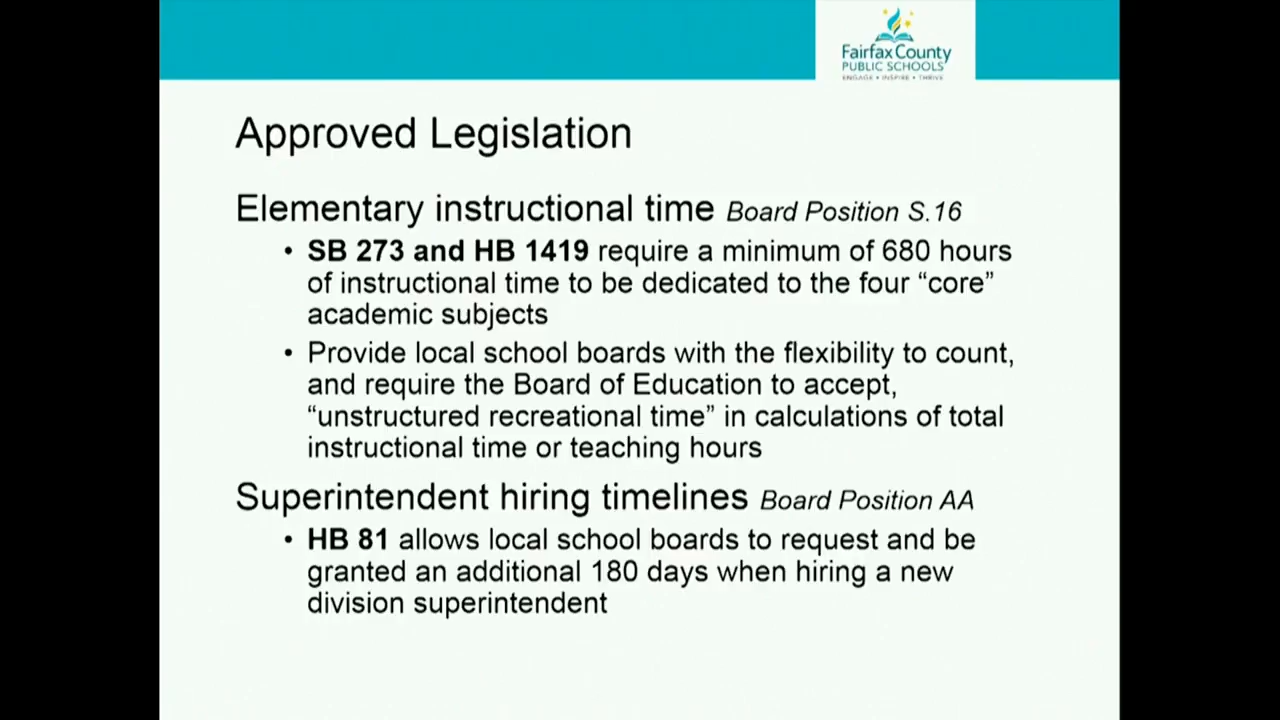 Fairfax County
PUBLIC SCHOOLS
ENGAGE • INSPIRE • THRIVE
Approved Legislation
Elementary instructional time Board Position S.16
• SB 273 and HB 1419 require a minimum of 680 hours
of instructional time to be dedicated to the four “core”
academic subjects
• Provide local school boards with the flexibility to count,
and require the Board of Education to accept,
“unstructured recreational time” in calculations of total
instructional time or teaching hours
Superintendent hiring timelines Board Position AA
• HB 81 allows local school boards to request and be
granted an additional 180 days when hiring a new
division superintendent